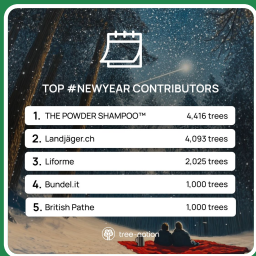 TOP #NEWYEAR CONTRIBUTORS
1. THE POWDER SHAMPOO™ 4,416 trees
2. Landjäger.ch 4,093 trees
3. Liforme 2,025 trees
4. Bundel.it 1,000 trees
5. British Pathe 1,000 trees
tree-nation